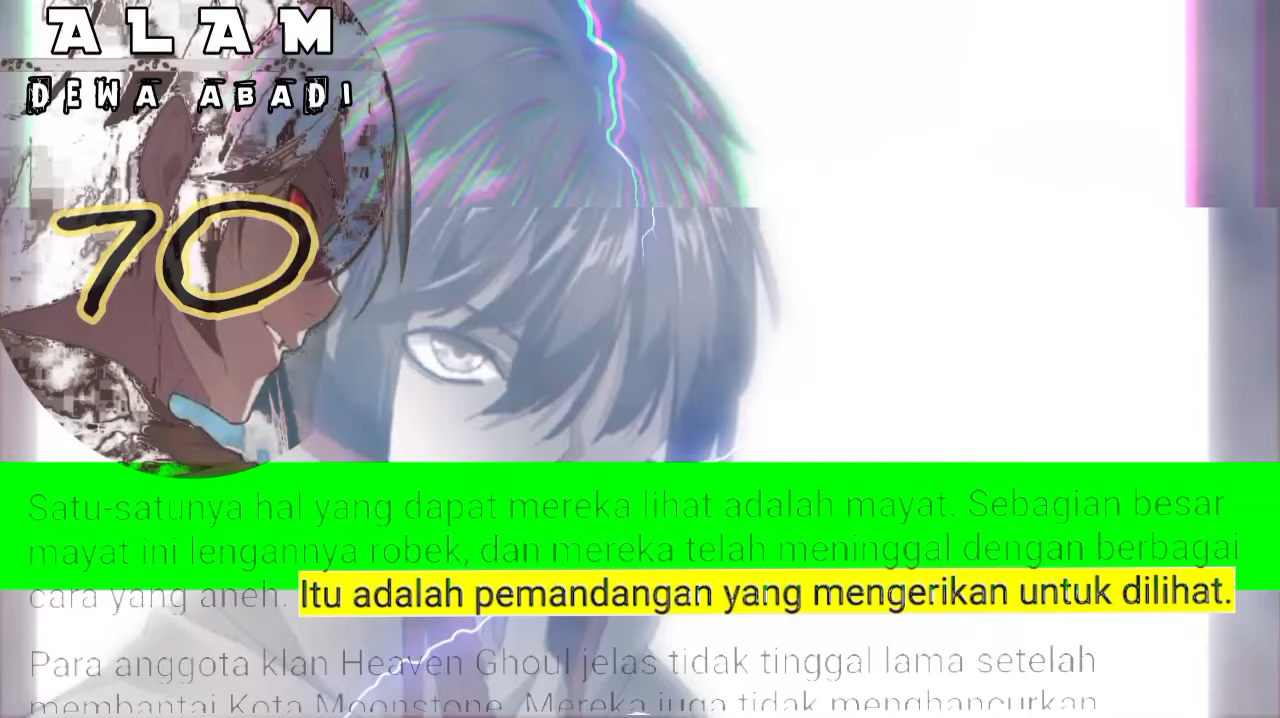 ALAM
DEWA ABADI
70
Satu-satunya hal yang dapat mereka lihat adalah mayat. Sebagian besar
mayat ini lengannya robek, dan mereka telah meninggal dengan berbagai
cara yang aneh. Itu adalah pemandangan yang mengerikan untuk dilihat.
Para anggota klan Heaven Ghoul jelas tidak tinggal lama setelah
membantai Kota Moonstone. Mereka juga tidak menghancurkan